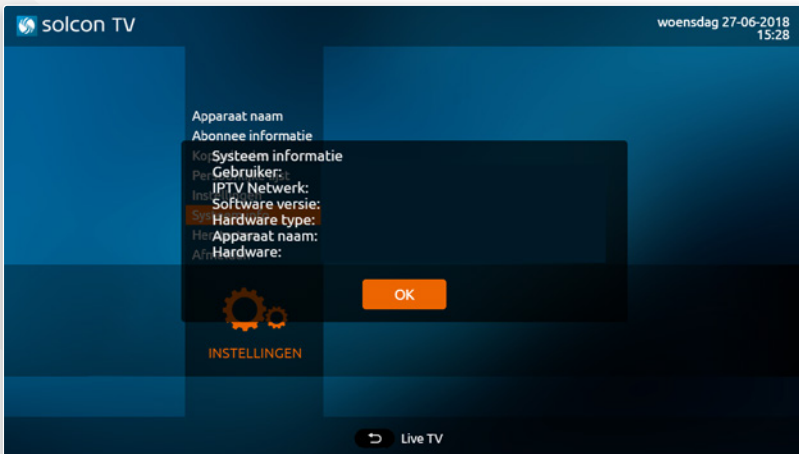 solcon TV
woensdag 27-06-2018
15:28
Apparaat naam
Abonnee informatie
Systeem informatie
Gebruiker:
IPTV Netwerk:
Software versie:
Hardware type:
Apparaat naam:
Hardware:
OK
INSTELLINGEN
Live TV